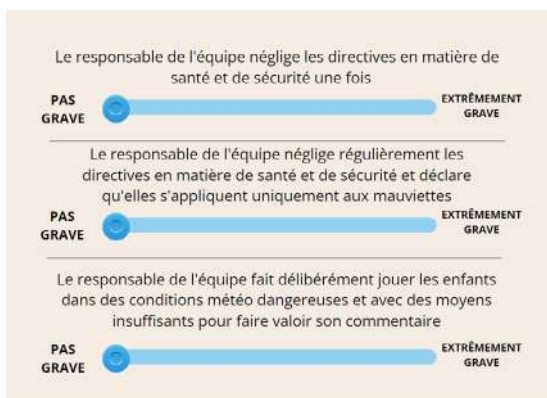 Le responsable de l'équipe néglige les directives en matière de
santé et de sécurité une fois
PAS
GRAVE
EXTRÊMEMENT
GRAVE
Le responsable de l'équipe néglige régulièrement les
directives en matière de santé et de sécurité et déclare
qu'elles s'appliquent uniquement aux mauviettes
PAS
GRAVE
EXTRÊMEMENT
GRAVE
Le responsable de l'équipe fait délibérément jouer les enfants
dans des conditions météo dangereuses et avec des moyens
insuffisants pour faire valoir son commentaire
PAS
GRAVE
EXTRÊMEMENT
GRAVE